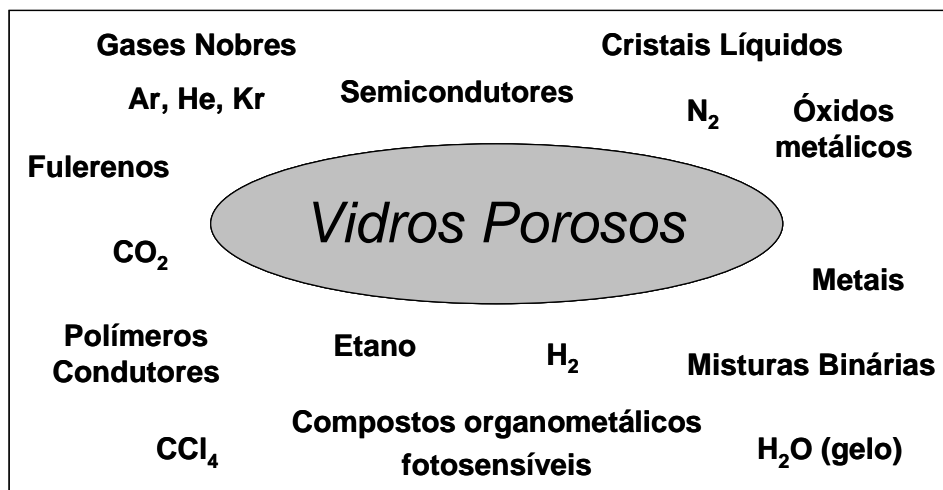 Gases Nobres
Cristais Líquidos
Ar, He, Kr
Semicondutores
N₂
Óxidos
metálicos
Fulerenos
Vidros Porosos
CO₂
Metais
Polímeros
Condutores
Etano
H₂
Misturas Binárias
Compostos organometálicos
fotosensíveis
CCl₄
H₂O (gelo)